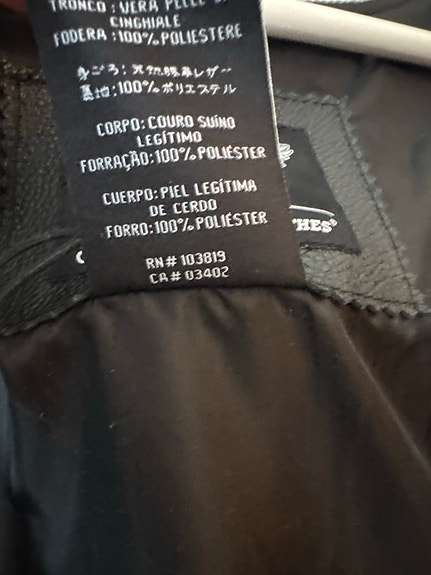 TRONCO: VERA PELLE
CINGHIALE
FODERA: 100% POLIESTERE
身ごろ: 天然豚革レザー
裏地: 100% ポリエステル
CORPO: COURO SUÍNO
LEGÍTIMO
FORRAÇÃO: 100% POLIÉSTER
CUERPO: PIEL LEGÍTIMA
DE CERDO
FORRO: 100% POLIÉSTER
RN# 103819
CA# 03402
HES®